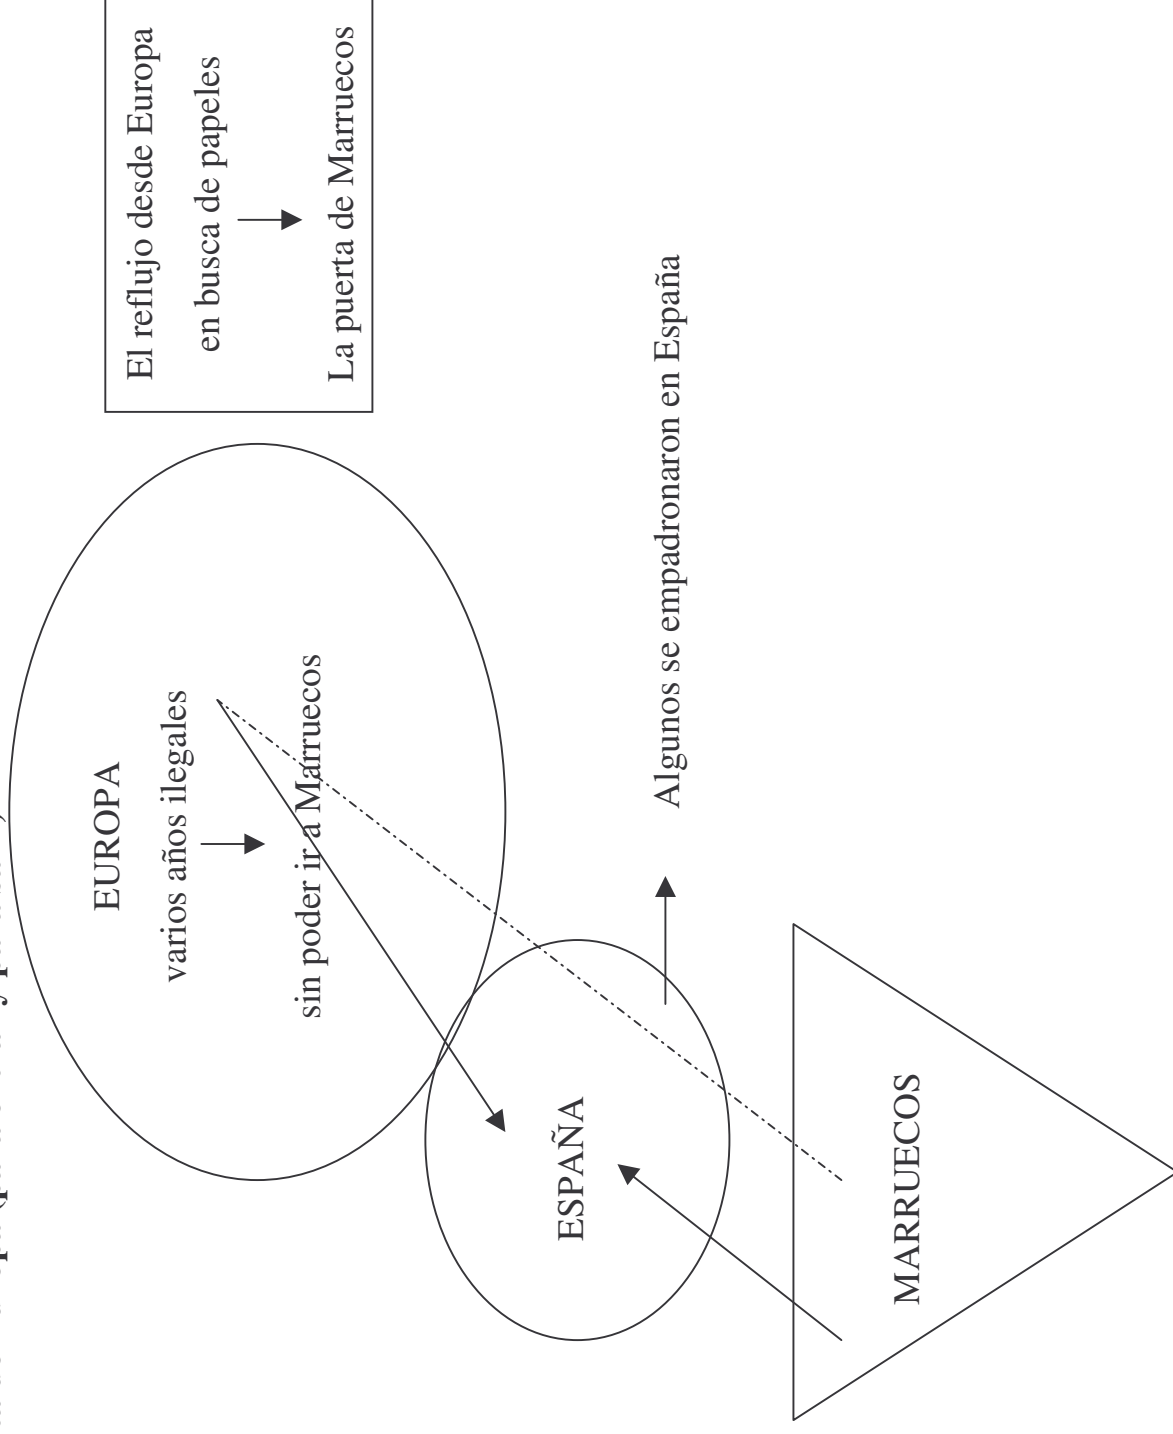 EUROPA
varios años ilegales
sin poder ir a Marruecos
El reflujo desde Europa
en busca de papeles
La puerta de Marruecos
ESPAÑA
Algunos se empadronaron en España
MARRUECOS